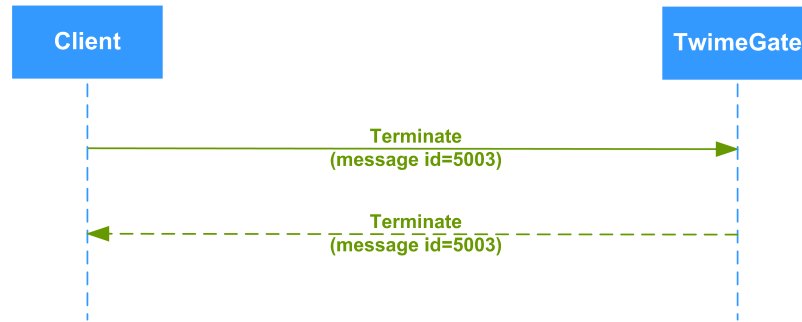 Client
TwimeGate
Terminate
(message id=5003)
Terminate
(message id=5003)